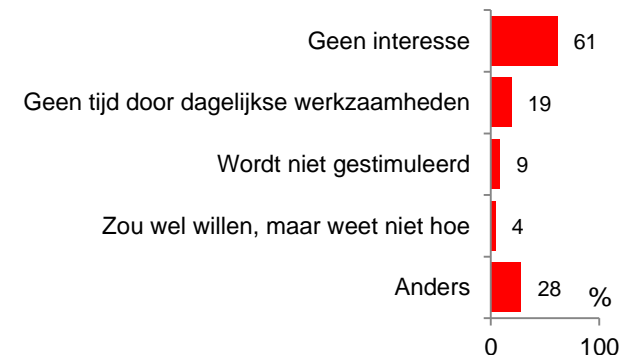 Geen interesse 61
Geen tijd door dagelijkse werkzaamheden 19
Wordt niet gestimuleerd 9
Zou wel willen, maar weet niet hoe 4
Anders 28 %
0 100